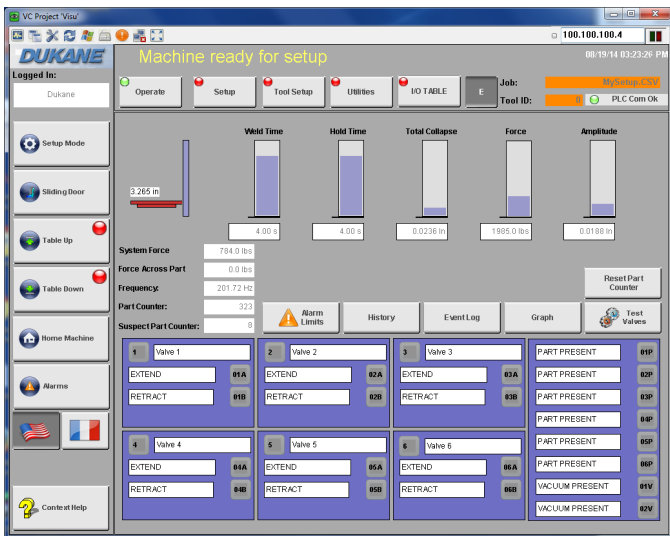 VC Project 'Visu'
100.100.100.4
DUKANE
Machine ready for setup
08/19/14 03:23:26 PM
Logged In:
Dukane
Operate
Setup
Tool Setup
Utilities
I/O TABLE
E
Job:
MySetup.CSV
Tool ID:
0
PLC Com Ok
Setup Mode
Sliding Door
Table Up
Table Down
Home Machine
Alarms
Context Help
Weld Time
Hold Time
Total Collapse
Force
Amplitude
3.265 in
4.00 s
4.00 s
0.0236 In
1985.0 lbs
0.0188 In
System Force
784.0 lbs
Force Across Part
0.0 lbs
Frequency:
201.72 Hz
Part Counter:
323
Suspect Part Counter:
8
Reset Part
Counter
Alarm
Limits
History
Event Log
Graph
Test
Valves
1
Valve 1
EXTEND
01A
RETRACT
01B
2
Valve 2
EXTEND
02A
RETRACT
02B
3
Valve 3
EXTEND
03A
RETRACT
03B
4
Valve 4
EXTEND
04A
RETRACT
04B
5
Valve 5
EXTEND
05A
RETRACT
05B
6
Valve 6
EXTEND
06A
RETRACT
06B
PART PRESENT
01P
PART PRESENT
02P
PART PRESENT
03P
PART PRESENT
04P
PART PRESENT
05P
PART PRESENT
06P
VACUUM PRESENT
01V
VACUUM PRESENT
02V